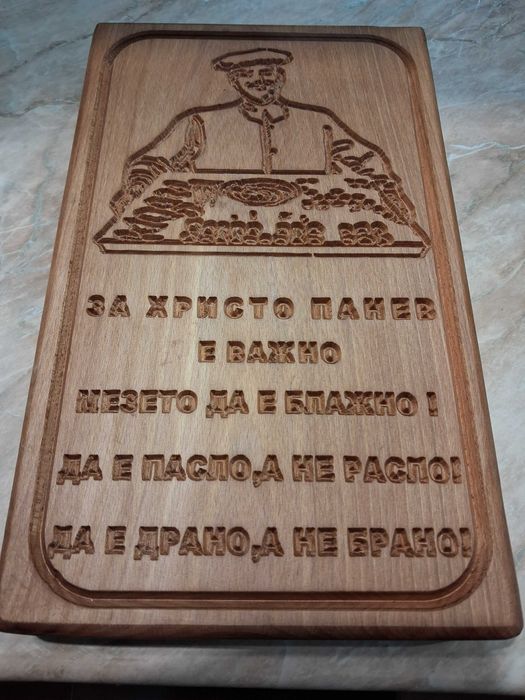 ЗА ХРИСТО ПАНЕВ
Е ВАЖНО
МЕЗЕТО ДА Е БЛАЖНО !
ДА Е ПАСЛО,А НЕ РАСЛО!
ДА Е ДРАНО,А НЕ БРАНО!